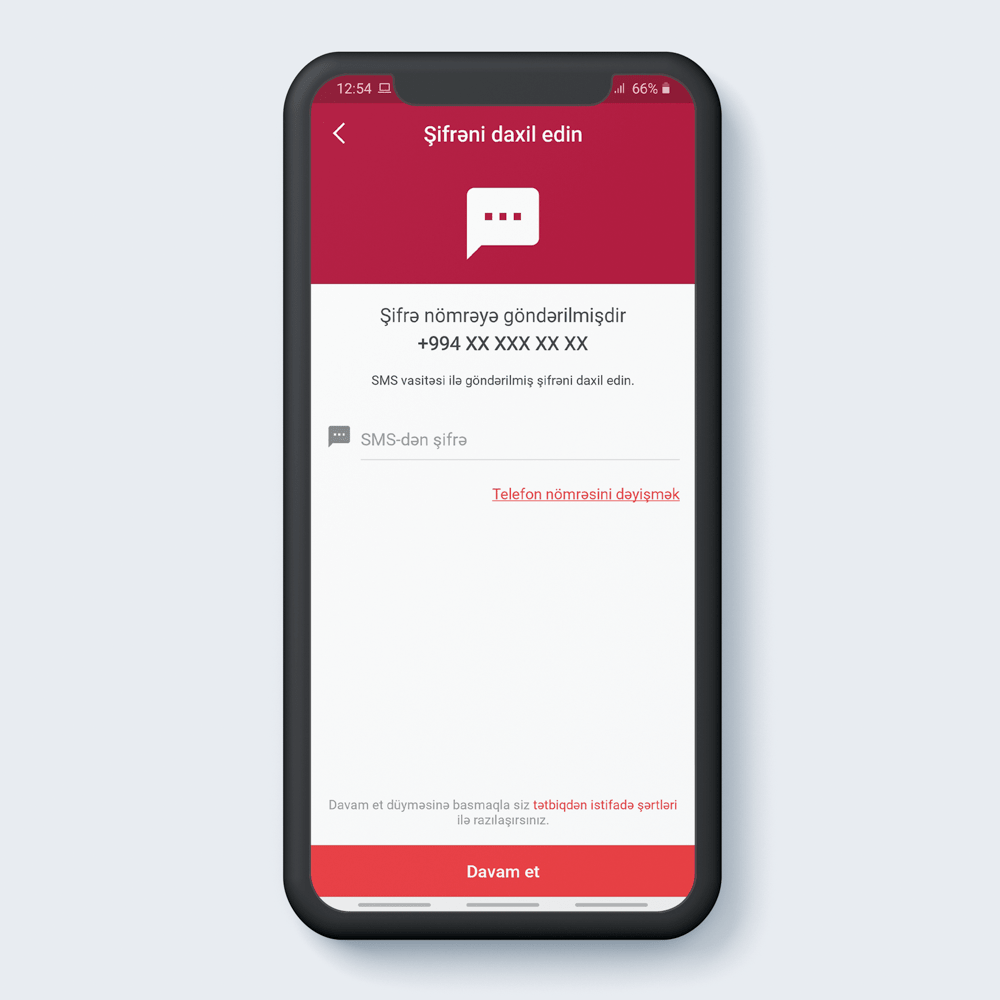 12:54 66%
Şifrəni daxil edin
Şifrə nömrəyə göndərilmişdir
+994 XX XXX XX XX
SMS vasitəsi ilə göndərilmiş şifrəni daxil edin.
SMS-dən şifrə
Telefon nömrəsini dəyişmək
Davam et düyməsinə basmaqla siz tətbiqdən istifadə şərtləri
ilə razılaşırsınız.
Davam et